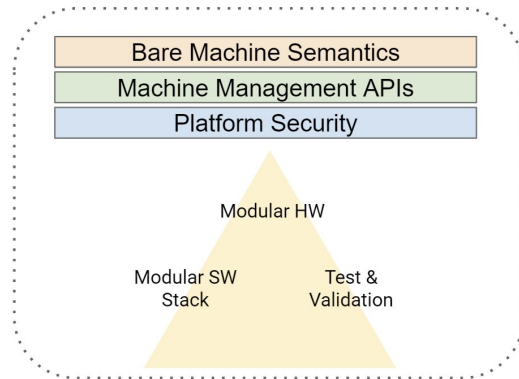 Bare Machine Semantics
Machine Management APIs
Platform Security
Modular HW
Modular SW
Stack
Test &
Validation